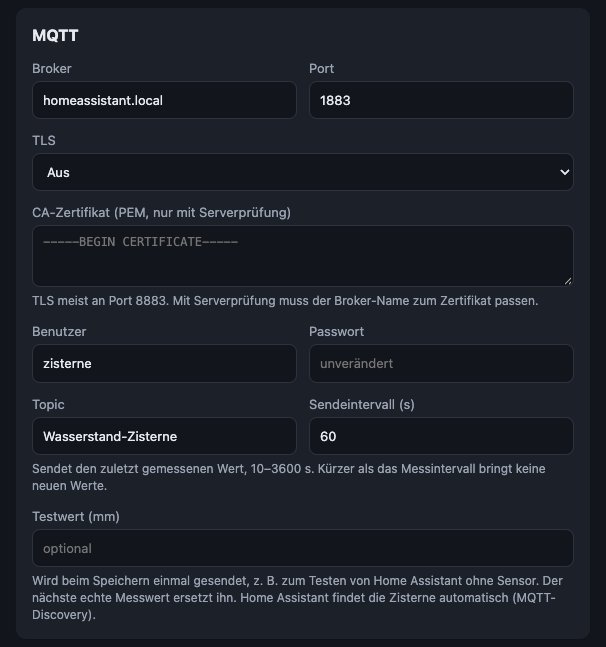 MQTT
Broker Port
homeassistant.local 1883
TLS
Aus
CA-Zertifikat (PEM, nur mit Serverprüfung)
-----BEGIN CERTIFICATE-----
TLS meist an Port 8883. Mit Serverprüfung muss der Broker-Name zum Zertifikat passen.
Benutzer Passwort
zisterne unverändert
Topic Sendeintervall (s)
Wasserstand-Zisterne 60
Sendet den zuletzt gemessenen Wert, 10–3600 s. Kürzer als das Messintervall bringt keine
neuen Werte.
Testwert (mm)
optional
Wird beim Speichern einmal gesendet, z. B. zum Testen von Home Assistant ohne Sensor. Der
nächste echte Messwert ersetzt ihn. Home Assistant findet die Zisterne automatisch (MQTT-
Discovery).